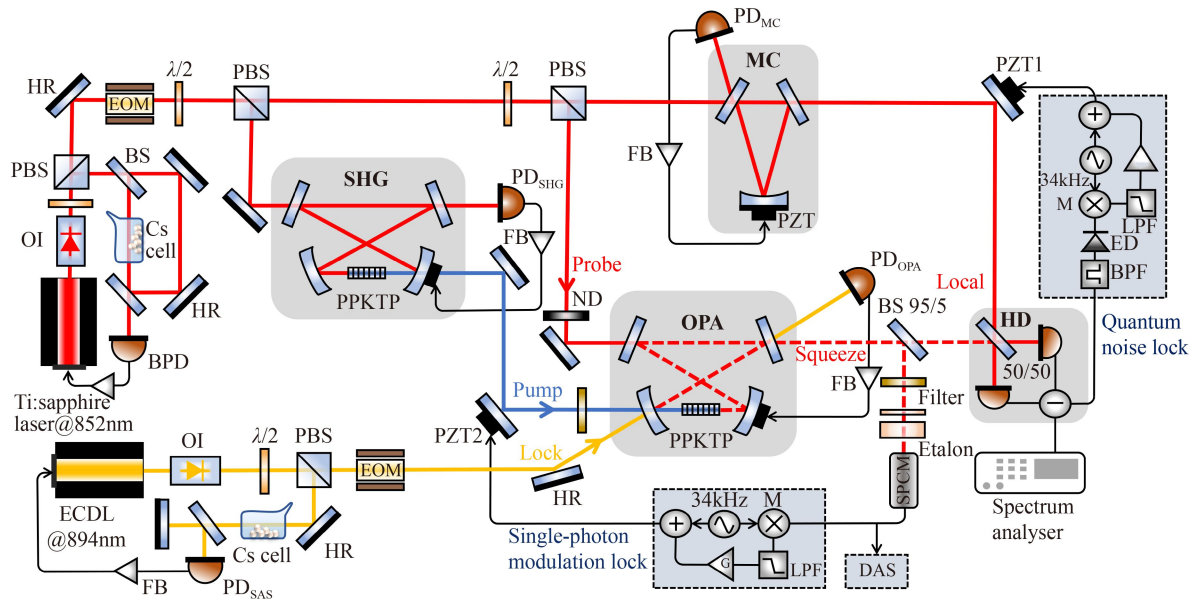 HR
EOM
λ/2
PBS
λ/2
PBS
PD_MC
MC
PZT1
FB
PZT
34kHz
M
LPF
ED
BPF
Quantum
noise lock
PBS
BS
OI
Cs
cell
HR
BPD
Ti:sapphire
laser@852nm
SHG
PD_SHG
FB
PPKTP
Probe
ND
OPA
PD_OPA
BS 95/5
Local
HD
50/50
Squeeze
FB
Filter
Etalon
SPCM
Pump
PZT2
PPKTP
Lock
HR
OI
λ/2
PBS
EOM
ECDL
@894nm
Cs cell
HR
FB
PD_SAS
Single-photon
modulation lock
34kHz
M
G
LPF
DAS
Spectrum
analyser